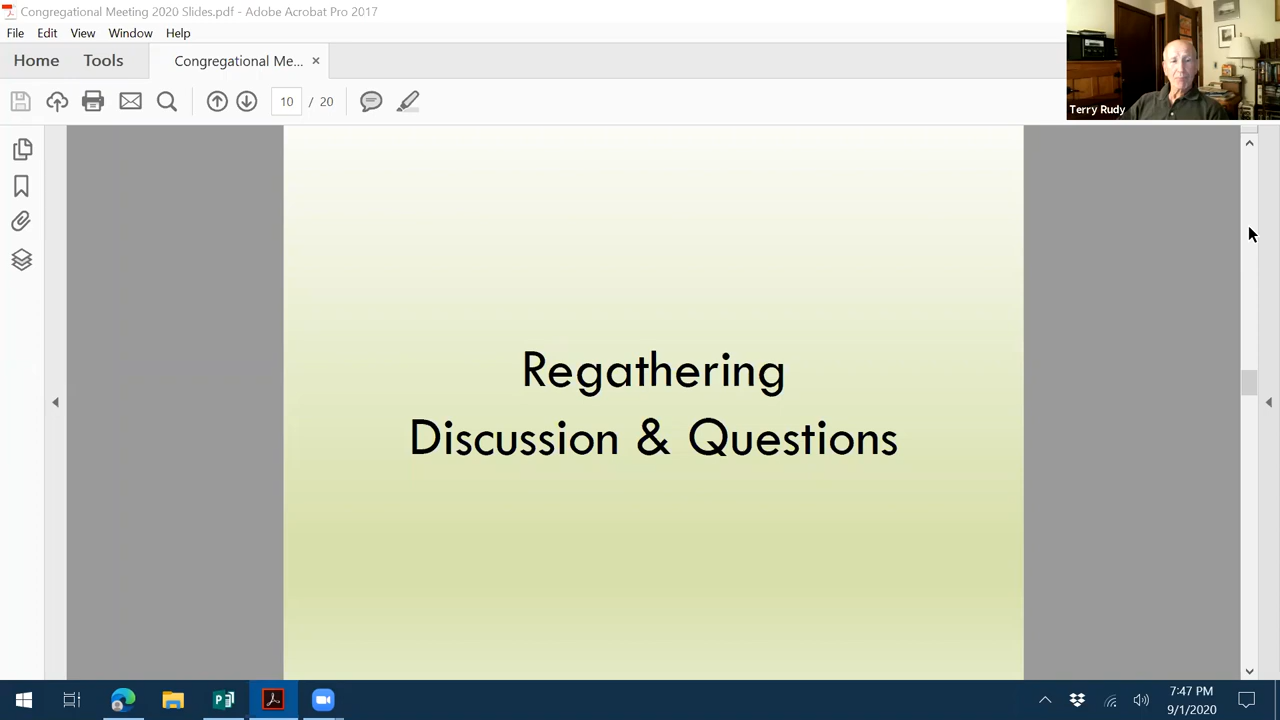 Congregational Meeting 2020 Slides.pdf - Adobe Acrobat Pro 2017
File Edit View Window Help
Home Tools Congregational Me... ×
10 / 20
Terry Rudy
Regathering
Discussion & Questions
7:47 PM
9/1/2020